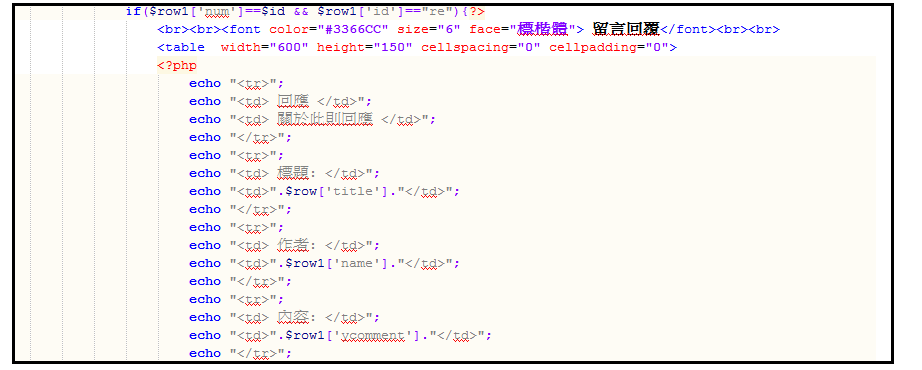 if($row1['num']==$id && $row1['id']=="re"){?>
<br><br><font color="#3366CC" size="6" face="標楷體"> 留言回覆</font><br><br>
<table  width="600" height="150" cellspacing="0" cellpadding="0">
<?php
echo "<tr>";
echo "<td> 回應 </td>";
echo "<td> 關於此則回應 </td>";
echo "</tr>";
echo "<tr>";
echo "<td> 標題: </td>";
echo "<td>".$row['title']."</td>";
echo "</tr>";
echo "<tr>";
echo "<td> 作者: </td>";
echo "<td>".$row1['name']."</td>";
echo "</tr>";
echo "<tr>";
echo "<td> 內容: </td>";
echo "<td>".$row1['ycomment']."</td>";
echo "</tr>";